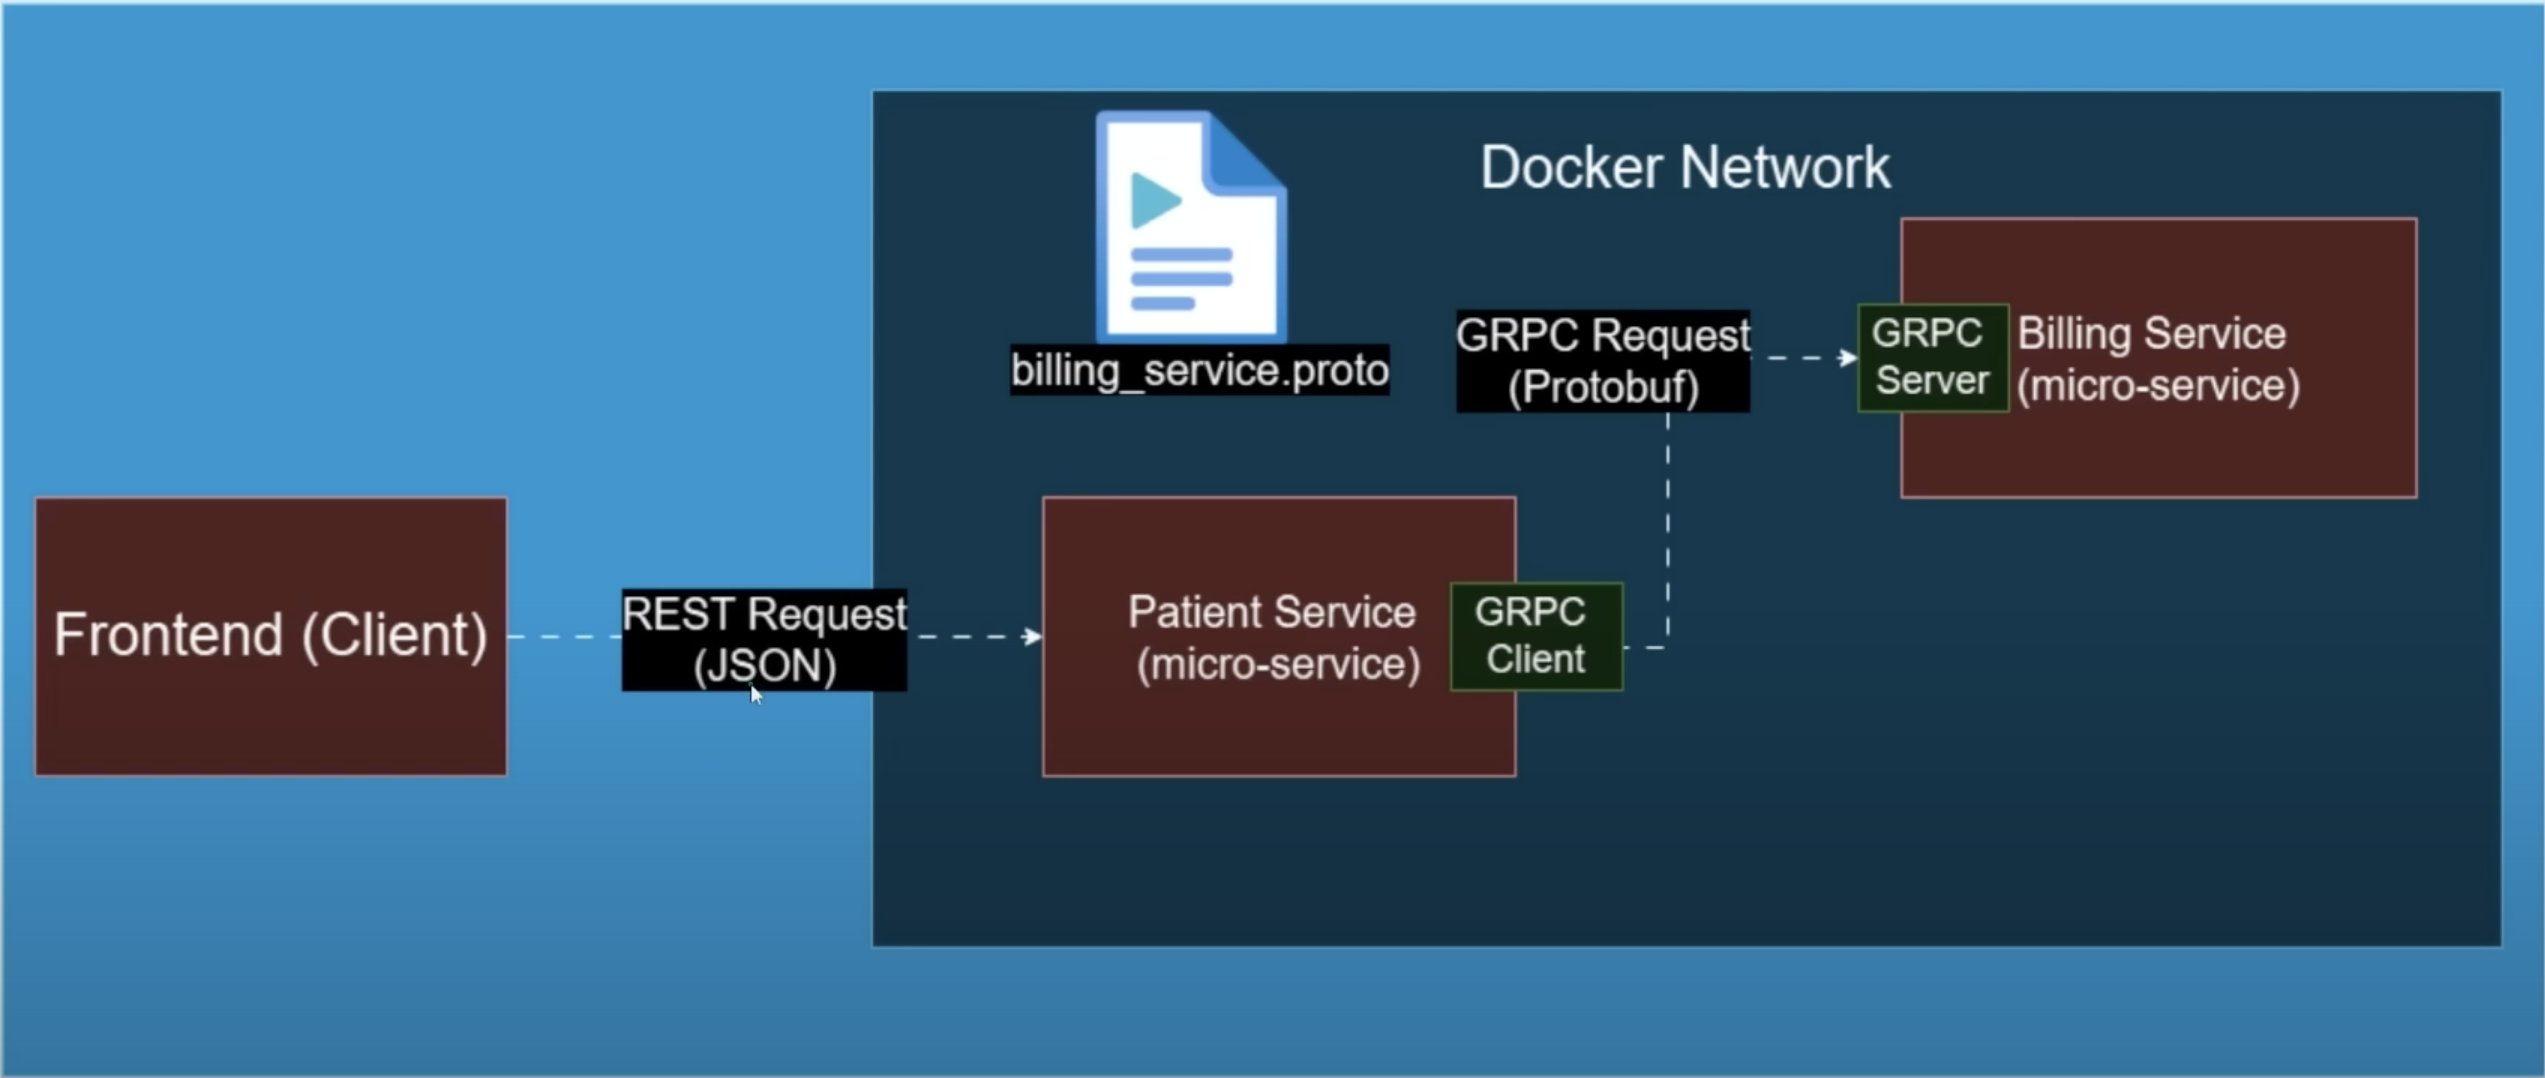 Docker Network
billing_service.proto
GRPC Request
(Protobuf)
GRPC
Server
Billing Service
(micro-service)
Frontend (Client)
REST Request
(JSON)
Patient Service
(micro-service)
GRPC
Client